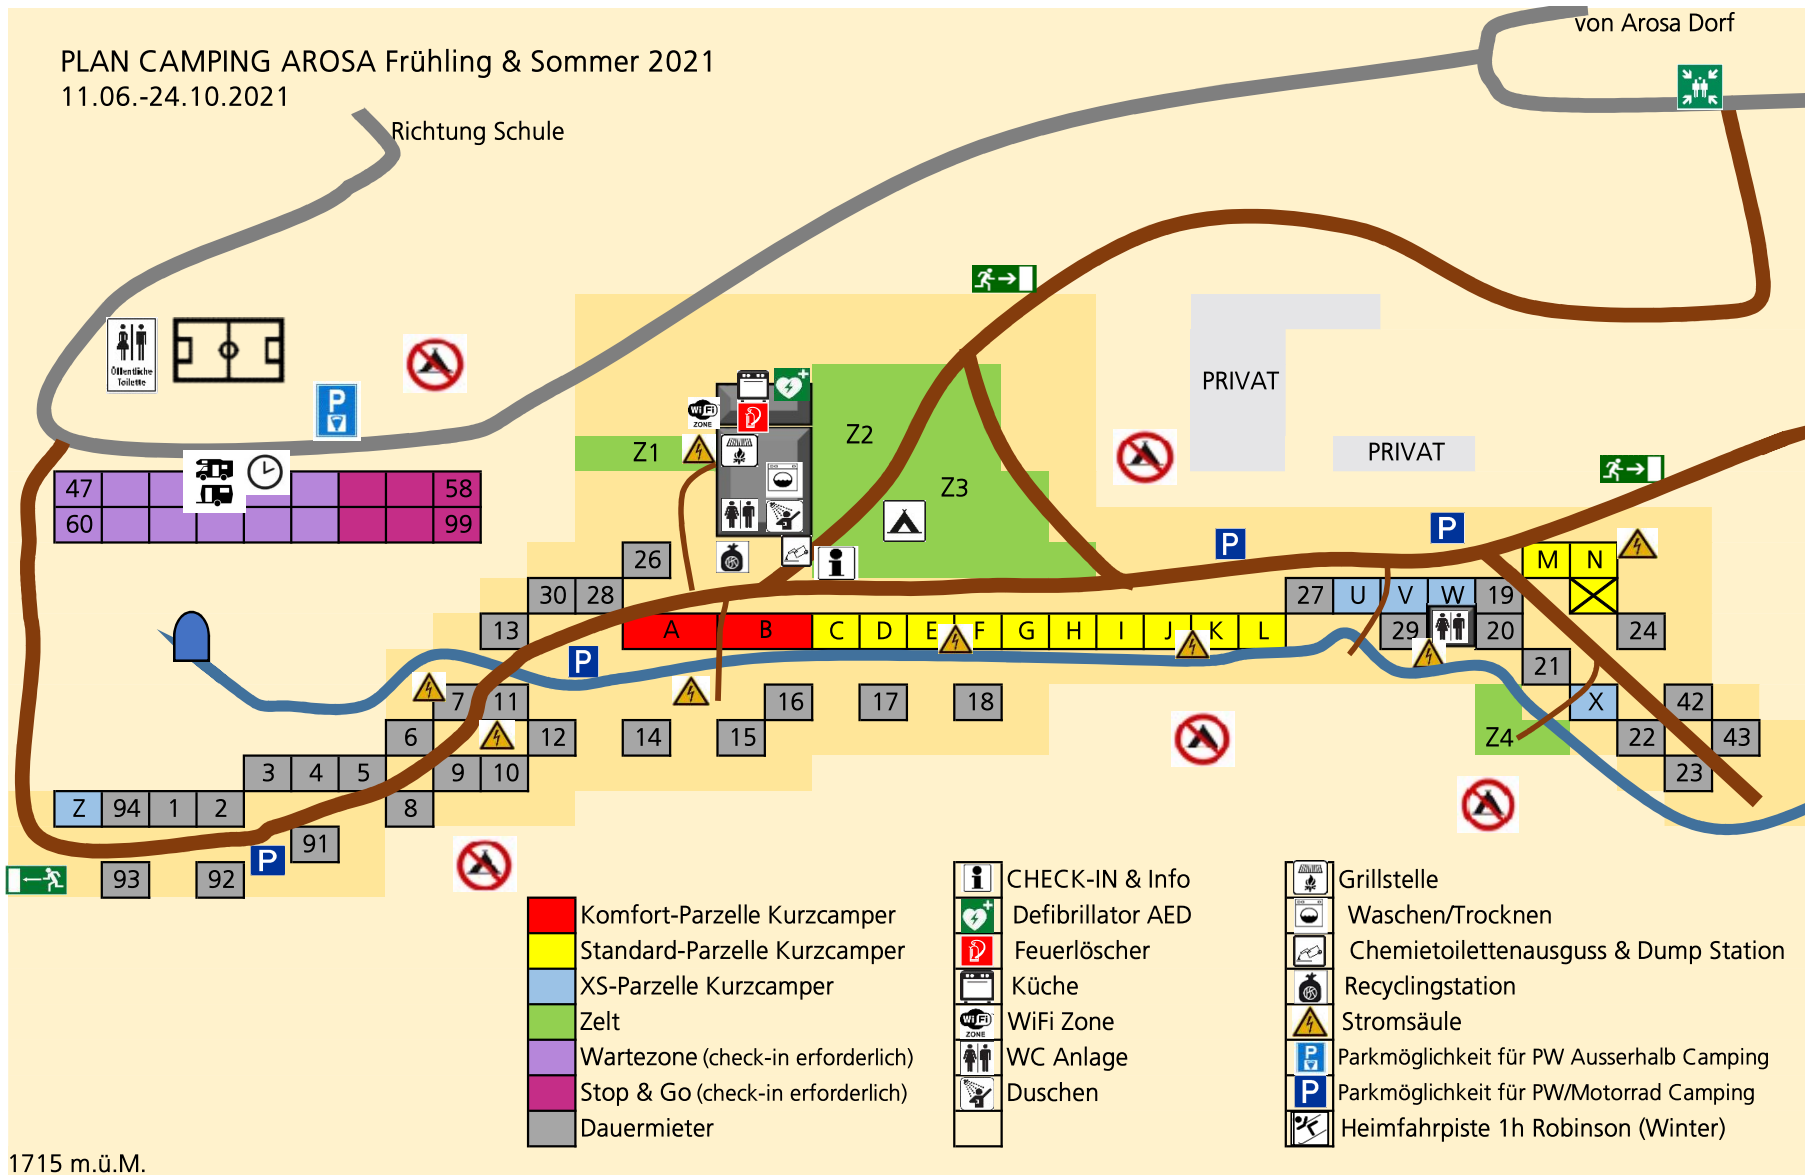 von Arosa Dorf
PLAN CAMPING AROSA Frühling & Sommer 2021
11.06.-24.10.2021
Richtung Schule
Öffentliche
Toilette
P
PRIVAT
PRIVAT
WiFi
ZONE
Z1
Z2
Z3
47
58
60
99
P
P
26
M
N
30
28
27
U
V
W
19
13
A
B
C
D
E
F
G
H
I
J
K
L
29
20
24
P
21
7
11
16
17
18
X
42
6
12
14
15
Z4
22
43
3
4
5
9
10
23
Z
94
1
2
8
91
P
93
92
Komfort-Parzelle Kurzcamper
Standard-Parzelle Kurzcamper
XS-Parzelle Kurzcamper
Zelt
Wartezone (check-in erforderlich)
Stop & Go (check-in erforderlich)
Dauermieter
CHECK-IN & Info
Defibrillator AED
Feuerlöscher
Küche
WiFi
ZONE
WiFi Zone
WC Anlage
Duschen
Grillstelle
Waschen/Trocknen
Chemietoilettenausguss & Dump Station
Recyclingstation
Stromsäule
P
Parkmöglichkeit für PW Ausserhalb Camping
P
Parkmöglichkeit für PW/Motorrad Camping
Heimfahrpiste 1h Robinson (Winter)
1715 m.ü.M.